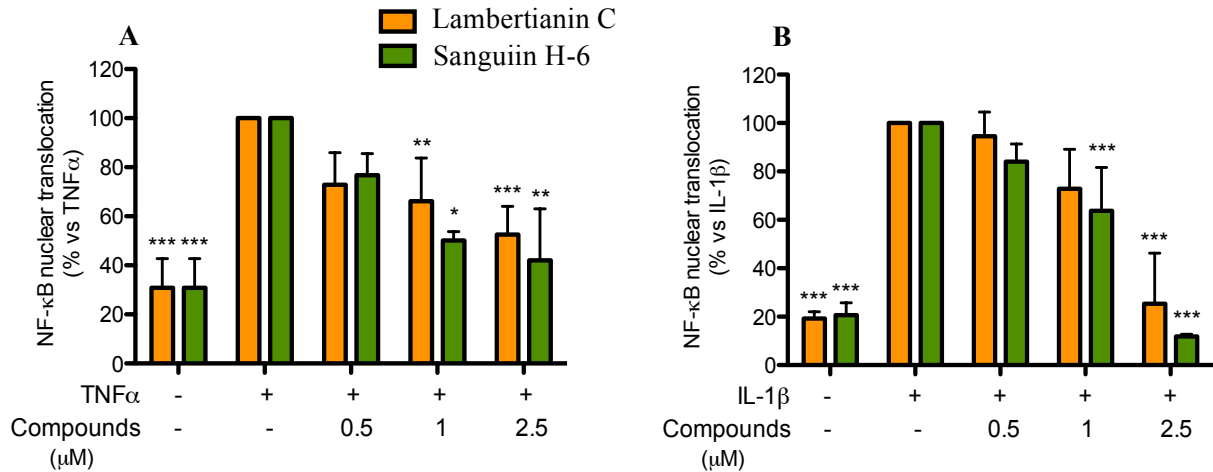 Lambertianin C
Sanguiin H-6
A
NF-κB nuclear translocation
(% vs TNFα)
120
100
80
60
40
20
0
*** *** ** * *** **
TNFα - + + + +
Compounds - - 0.5 1 2.5
(μM)
B
NF-κB nuclear translocation
(% vs IL-1β)
120
100
80
60
40
20
0
*** *** *** *** ***
IL-1β - + + + +
Compounds - - 0.5 1 2.5
(μM)